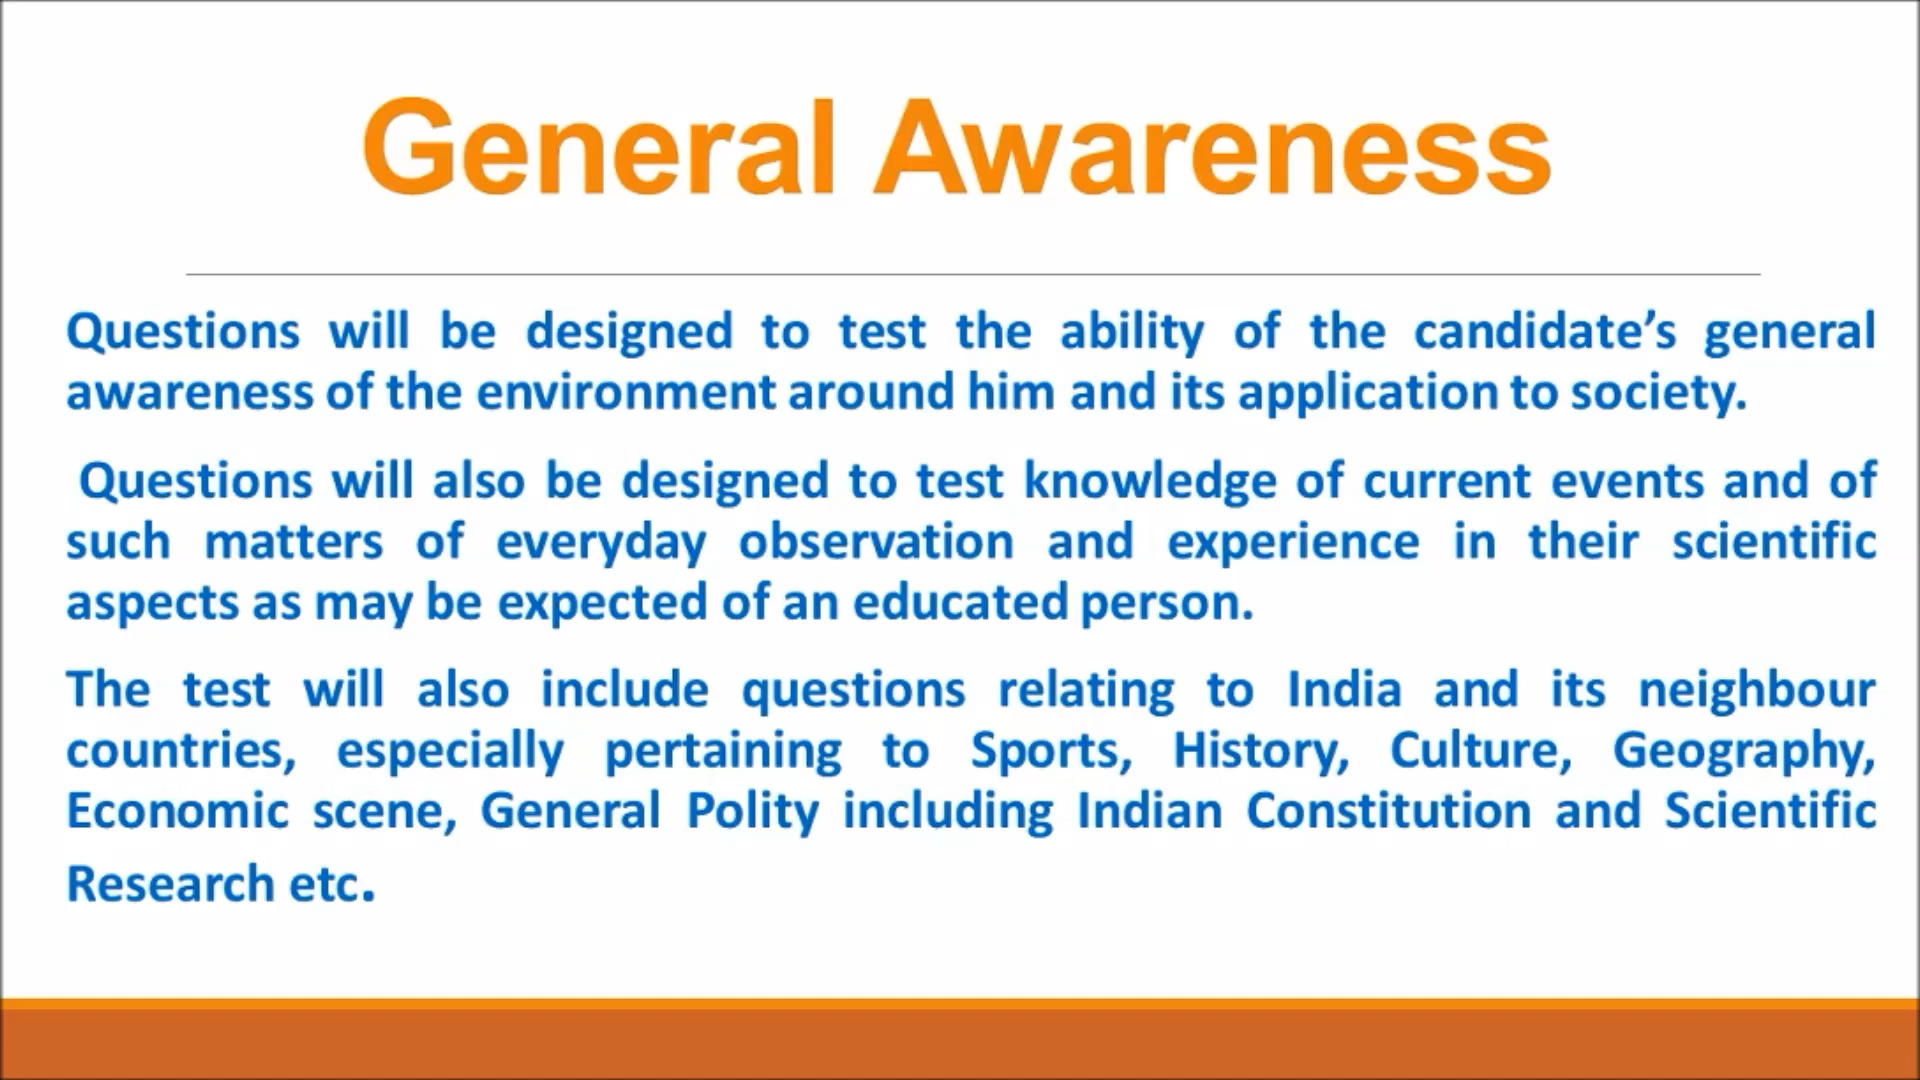 General Awareness
Questions will be designed to test the ability of the candidate’s general
awareness of the environment around him and its application to society.
Questions will also be designed to test knowledge of current events and of
such matters of everyday observation and experience in their scientific
aspects as may be expected of an educated person.
The test will also include questions relating to India and its neighbour
countries, especially pertaining to Sports, History, Culture, Geography,
Economic scene, General Polity including Indian Constitution and Scientific
Research etc.